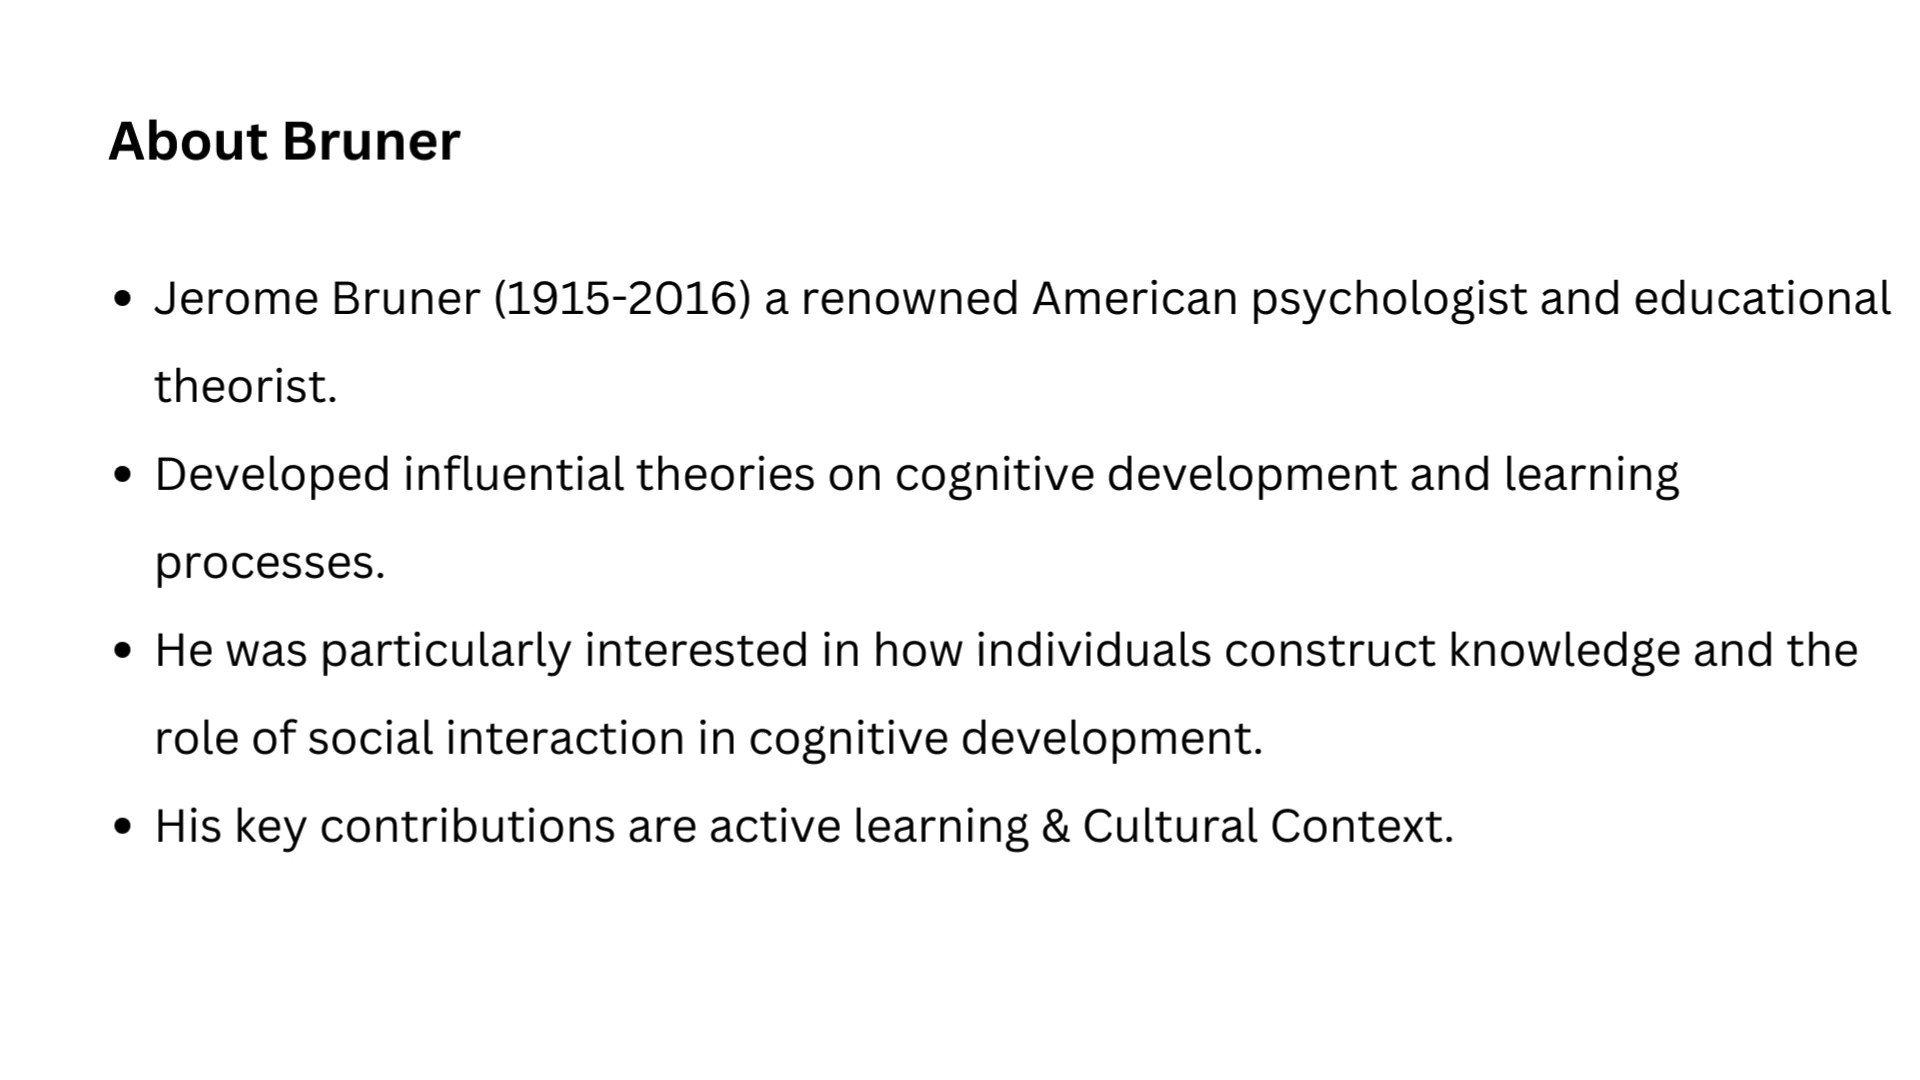 About Bruner
• Jerome Bruner (1915-2016) a renowned American psychologist and educational
theorist.
• Developed influential theories on cognitive development and learning
processes.
• He was particularly interested in how individuals construct knowledge and the
role of social interaction in cognitive development.
• His key contributions are active learning & Cultural Context.